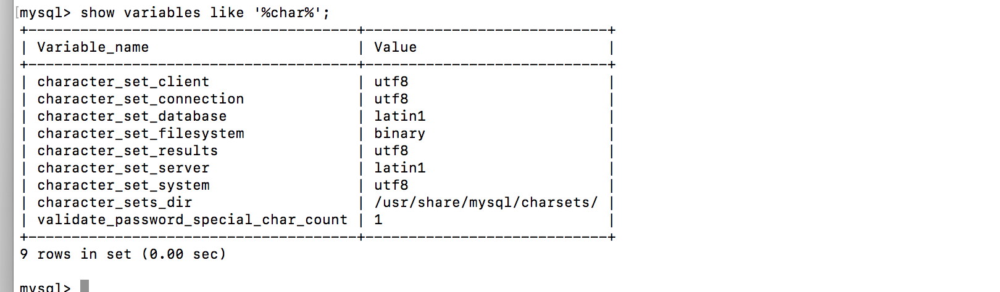 [mysql> show variables like '%char%';
+--------------------------------------+----------------------------+
| Variable_name                        | Value                      |
+--------------------------------------+----------------------------+
| character_set_client                 | utf8                       |
| character_set_connection             | utf8                       |
| character_set_database               | latin1                     |
| character_set_filesystem             | binary                     |
| character_set_results                | utf8                       |
| character_set_server                 | latin1                     |
| character_set_system                 | utf8                       |
| character_sets_dir                   | /usr/share/mysql/charsets/ |
| validate_password_special_char_count | 1                          |
+--------------------------------------+----------------------------+
9 rows in set (0.00 sec)
mysql>